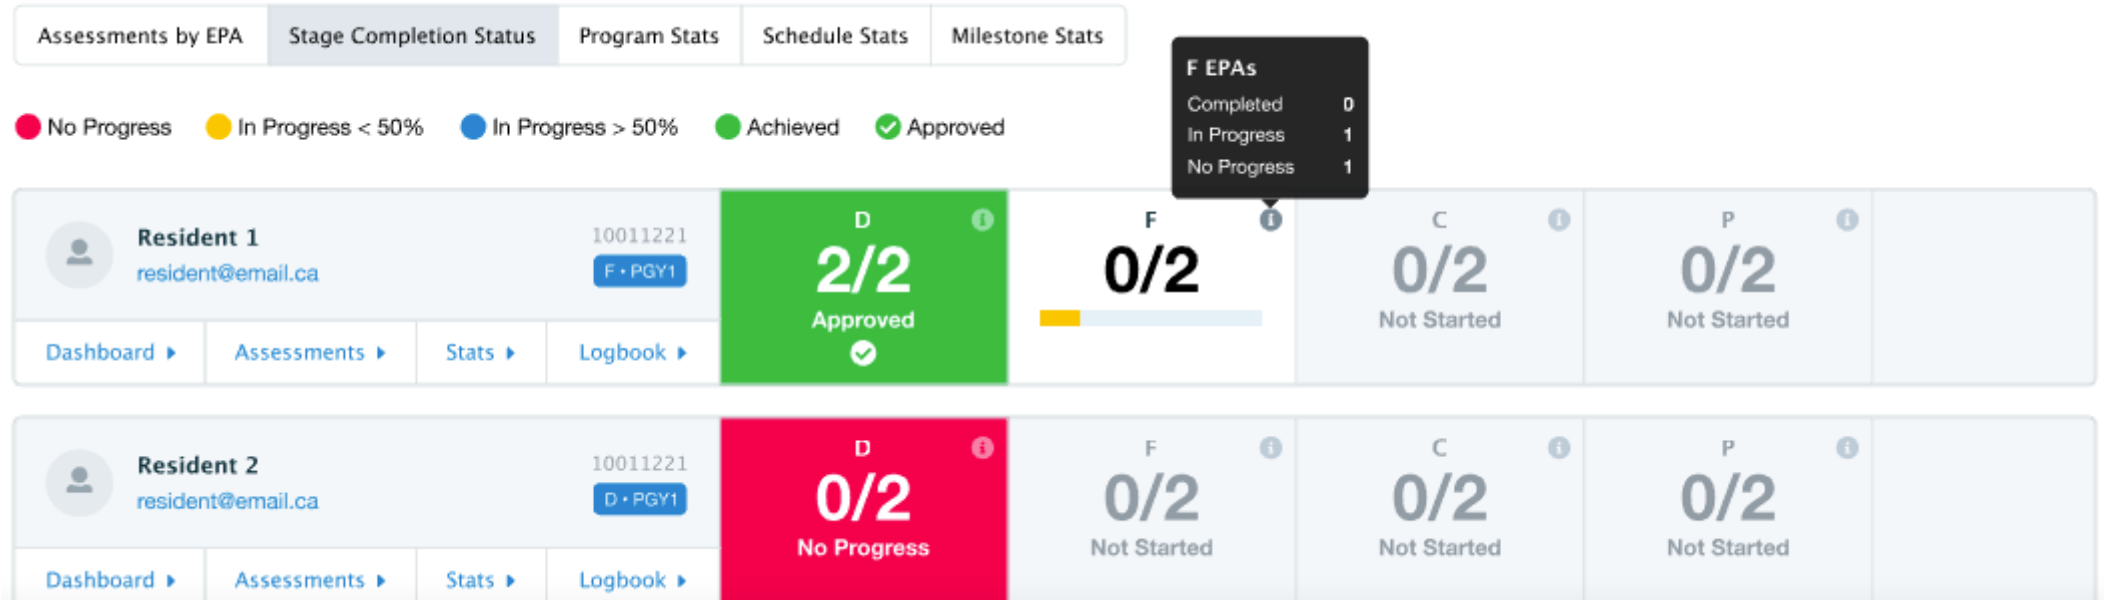 Assessments by EPA Stage Completion Status Program Stats Schedule Stats Milestone Stats
F EPAs
Completed 0
In Progress 1
No Progress 1
No Progress In Progress < 50% In Progress > 50% Achieved Approved
Resident 1 10011221
resident@email.ca F • PGY1
Dashboard Assessments Stats Logbook
D
2/2
Approved
F
0/2
C
0/2
Not Started
P
0/2
Not Started
Resident 2 10011221
resident@email.ca D • PGY1
Dashboard Assessments Stats Logbook
D
0/2
No Progress
F
0/2
Not Started
C
0/2
Not Started
P
0/2
Not Started